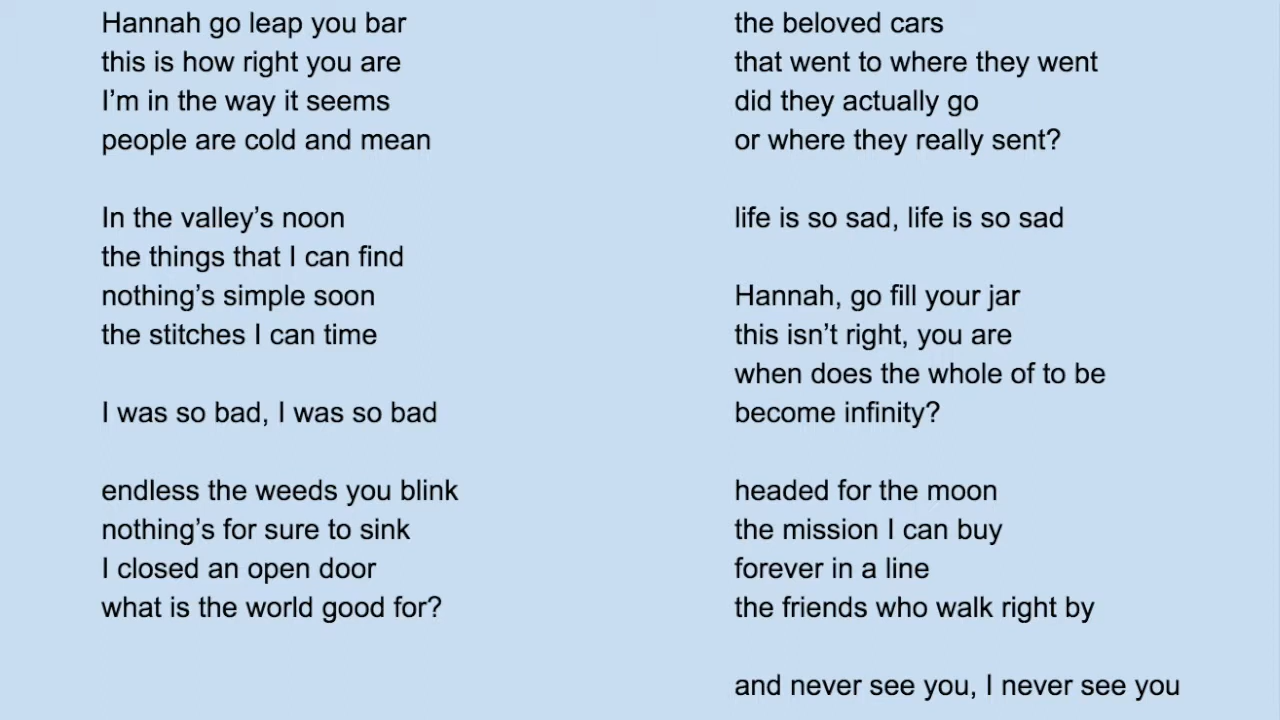 Hannah go leap you bar
this is how right you are
I’m in the way it seems
people are cold and mean
In the valley’s noon
the things that I can find
nothing’s simple soon
the stitches I can time
I was so bad, I was so bad
endless the weeds you blink
nothing’s for sure to sink
I closed an open door
what is the world good for?
the beloved cars
that went to where they went
did they actually go
or where they really sent?
life is so sad, life is so sad
Hannah, go fill your jar
this isn’t right, you are
when does the whole of to be
become infinity?
headed for the moon
the mission I can buy
forever in a line
the friends who walk right by
and never see you, I never see you